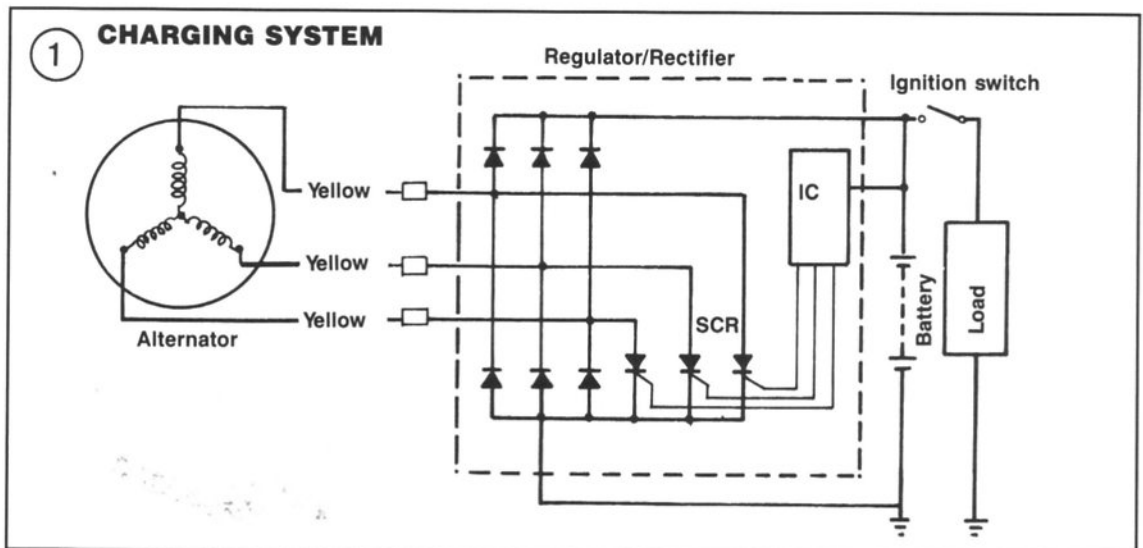 1
CHARGING SYSTEM
Regulator/Rectifier
Ignition switch
Yellow
IC
Yellow
Yellow
SCR
Battery
Load
Alternator